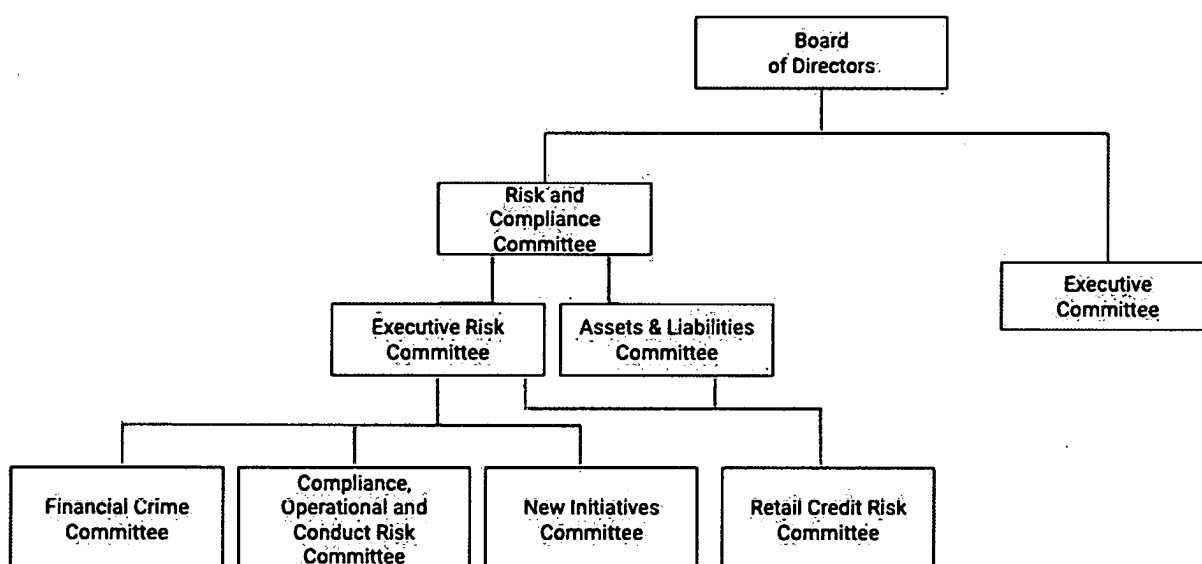 Board
of Directors
Risk and
Compliance
Committee
Executive
Committee
Executive Risk
Committee
Assets & Liabilities
Committee
Financial Crime
Committee
Compliance,
Operational and
Conduct Risk
Committee
New Initiatives
Committee
Retail Credit Risk
Committee